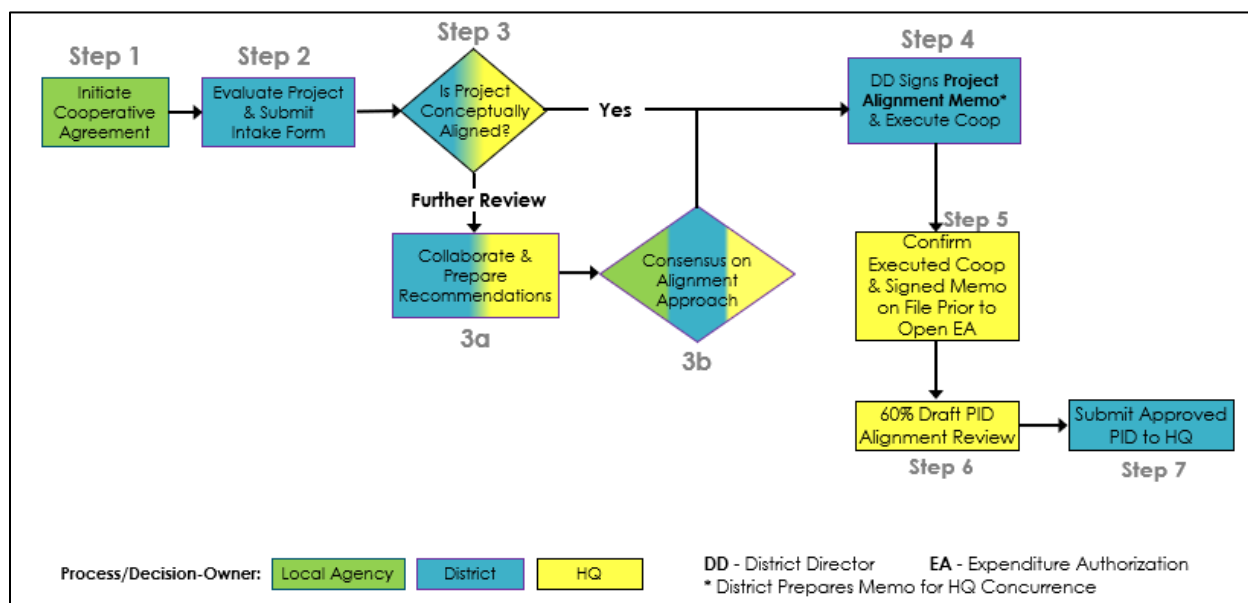 Step 1
Initiate
Cooperative
Agreement
Step 2
Evaluate Project
& Submit
Intake Form
Step 3
Is Project
Conceptually
Aligned?
Yes
Further Review
Collaborate &
Prepare
Recommendations
3a
Consensus on
Alignment
Approach
3b
Step 4
DD Signs Project
Alignment Memo*
& Execute Coop
Step 5
Confirm
Executed Coop
& Signed Memo
on File Prior to
Open EA
60% Draft PID
Alignment Review
Step 6
Submit Approved
PID to HQ
Step 7
Process/Decision-Owner:
Local Agency
District
HQ
DD - District Director
EA - Expenditure Authorization
* District Prepares Memo for HQ Concurrence